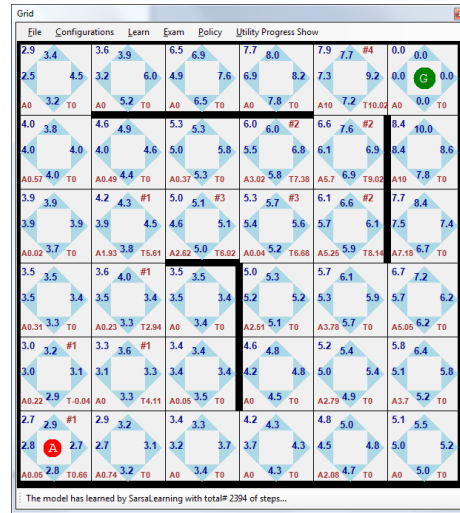 Grid
File Configurations Learn Exam Policy Utility Progress Show
2.9 3.4 3.6 3.9 6.5 6.9 7.7 8.0 7.9 7.7 #4 0.0 0.0
2.5 4.5 3.2 6.0 4.9 7.6 6.9 8.2 7.3 9.2 0.0 G 0.0
A0 3.2 T0 A0 5.2 T0 A0 6.5 T0 A0 7.8 T0 A10 7.2 T10.02 A0 0.0 T0
4.0 3.8 4.6 4.9 5.3 5.3 6.0 6.0 #2 6.6 7.6 #2 8.4 10.0
4.0 4.0 4.0 4.6 5.0 5.8 5.5 6.8 6.1 6.9 8.4 8.6
A0.57 4.0 T0 A0.49 4.4 T0 A0.37 5.3 T0 A3.02 5.8 T7.38 A5.7 6.9 T9.02 A10 7.8 T0
3.9 3.9 4.2 4.3 #1 5.0 5.1 #3 5.3 5.7 #3 6.1 6.6 #2 7.7 8.4
3.9 3.9 3.9 4.5 4.6 5.1 5.4 5.6 5.7 6.1 7.5 7.4
A0.02 3.7 T0 A1.93 3.8 T5.61 A2.62 5.0 T6.02 A0.04 5.2 T6.68 A5.25 5.9 T8.14 A7.18 6.7 T0
3.5 3.5 3.6 4.0 #1 3.5 3.5 5.0 5.3 5.7 6.1 6.7 7.2
3.5 3.4 3.5 3.4 3.5 3.4 5.2 5.2 5.3 5.9 5.7 6.2
A0.31 3.3 T0 A0.23 3.3 T2.94 A0 3.4 T0 A2.51 5.1 T0 A3.78 5.7 T0 A5.05 6.2 T0
3.0 3.2 #1 3.3 3.6 #1 3.4 3.4 4.6 4.8 5.2 5.4 5.8 6.4
3.0 3.1 3.1 3.3 3.4 3.4 4.2 4.8 5.0 5.4 5.1 5.8
A0.22 2.9 T-0.04 A0 3.3 T4.11 A0.05 3.5 T0 A0 4.5 T0 A2.79 4.9 T0 A3.7 5.2 T0
2.7 2.9 #1 2.9 3.2 3.4 3.3 4.2 4.3 4.8 5.0 5.1 5.5
2.8 A 2.7 2.7 3.1 3.2 3.7 3.7 4.3 4.5 4.8 5.0 5.2
A0.05 2.8 T0.66 A0.74 3.2 T0 A0 3.4 T0 A0 4.3 T0 A2.08 4.7 T0 A0 5.0 T0
The model has learned by SarsaLearning with total# 2394 of steps...